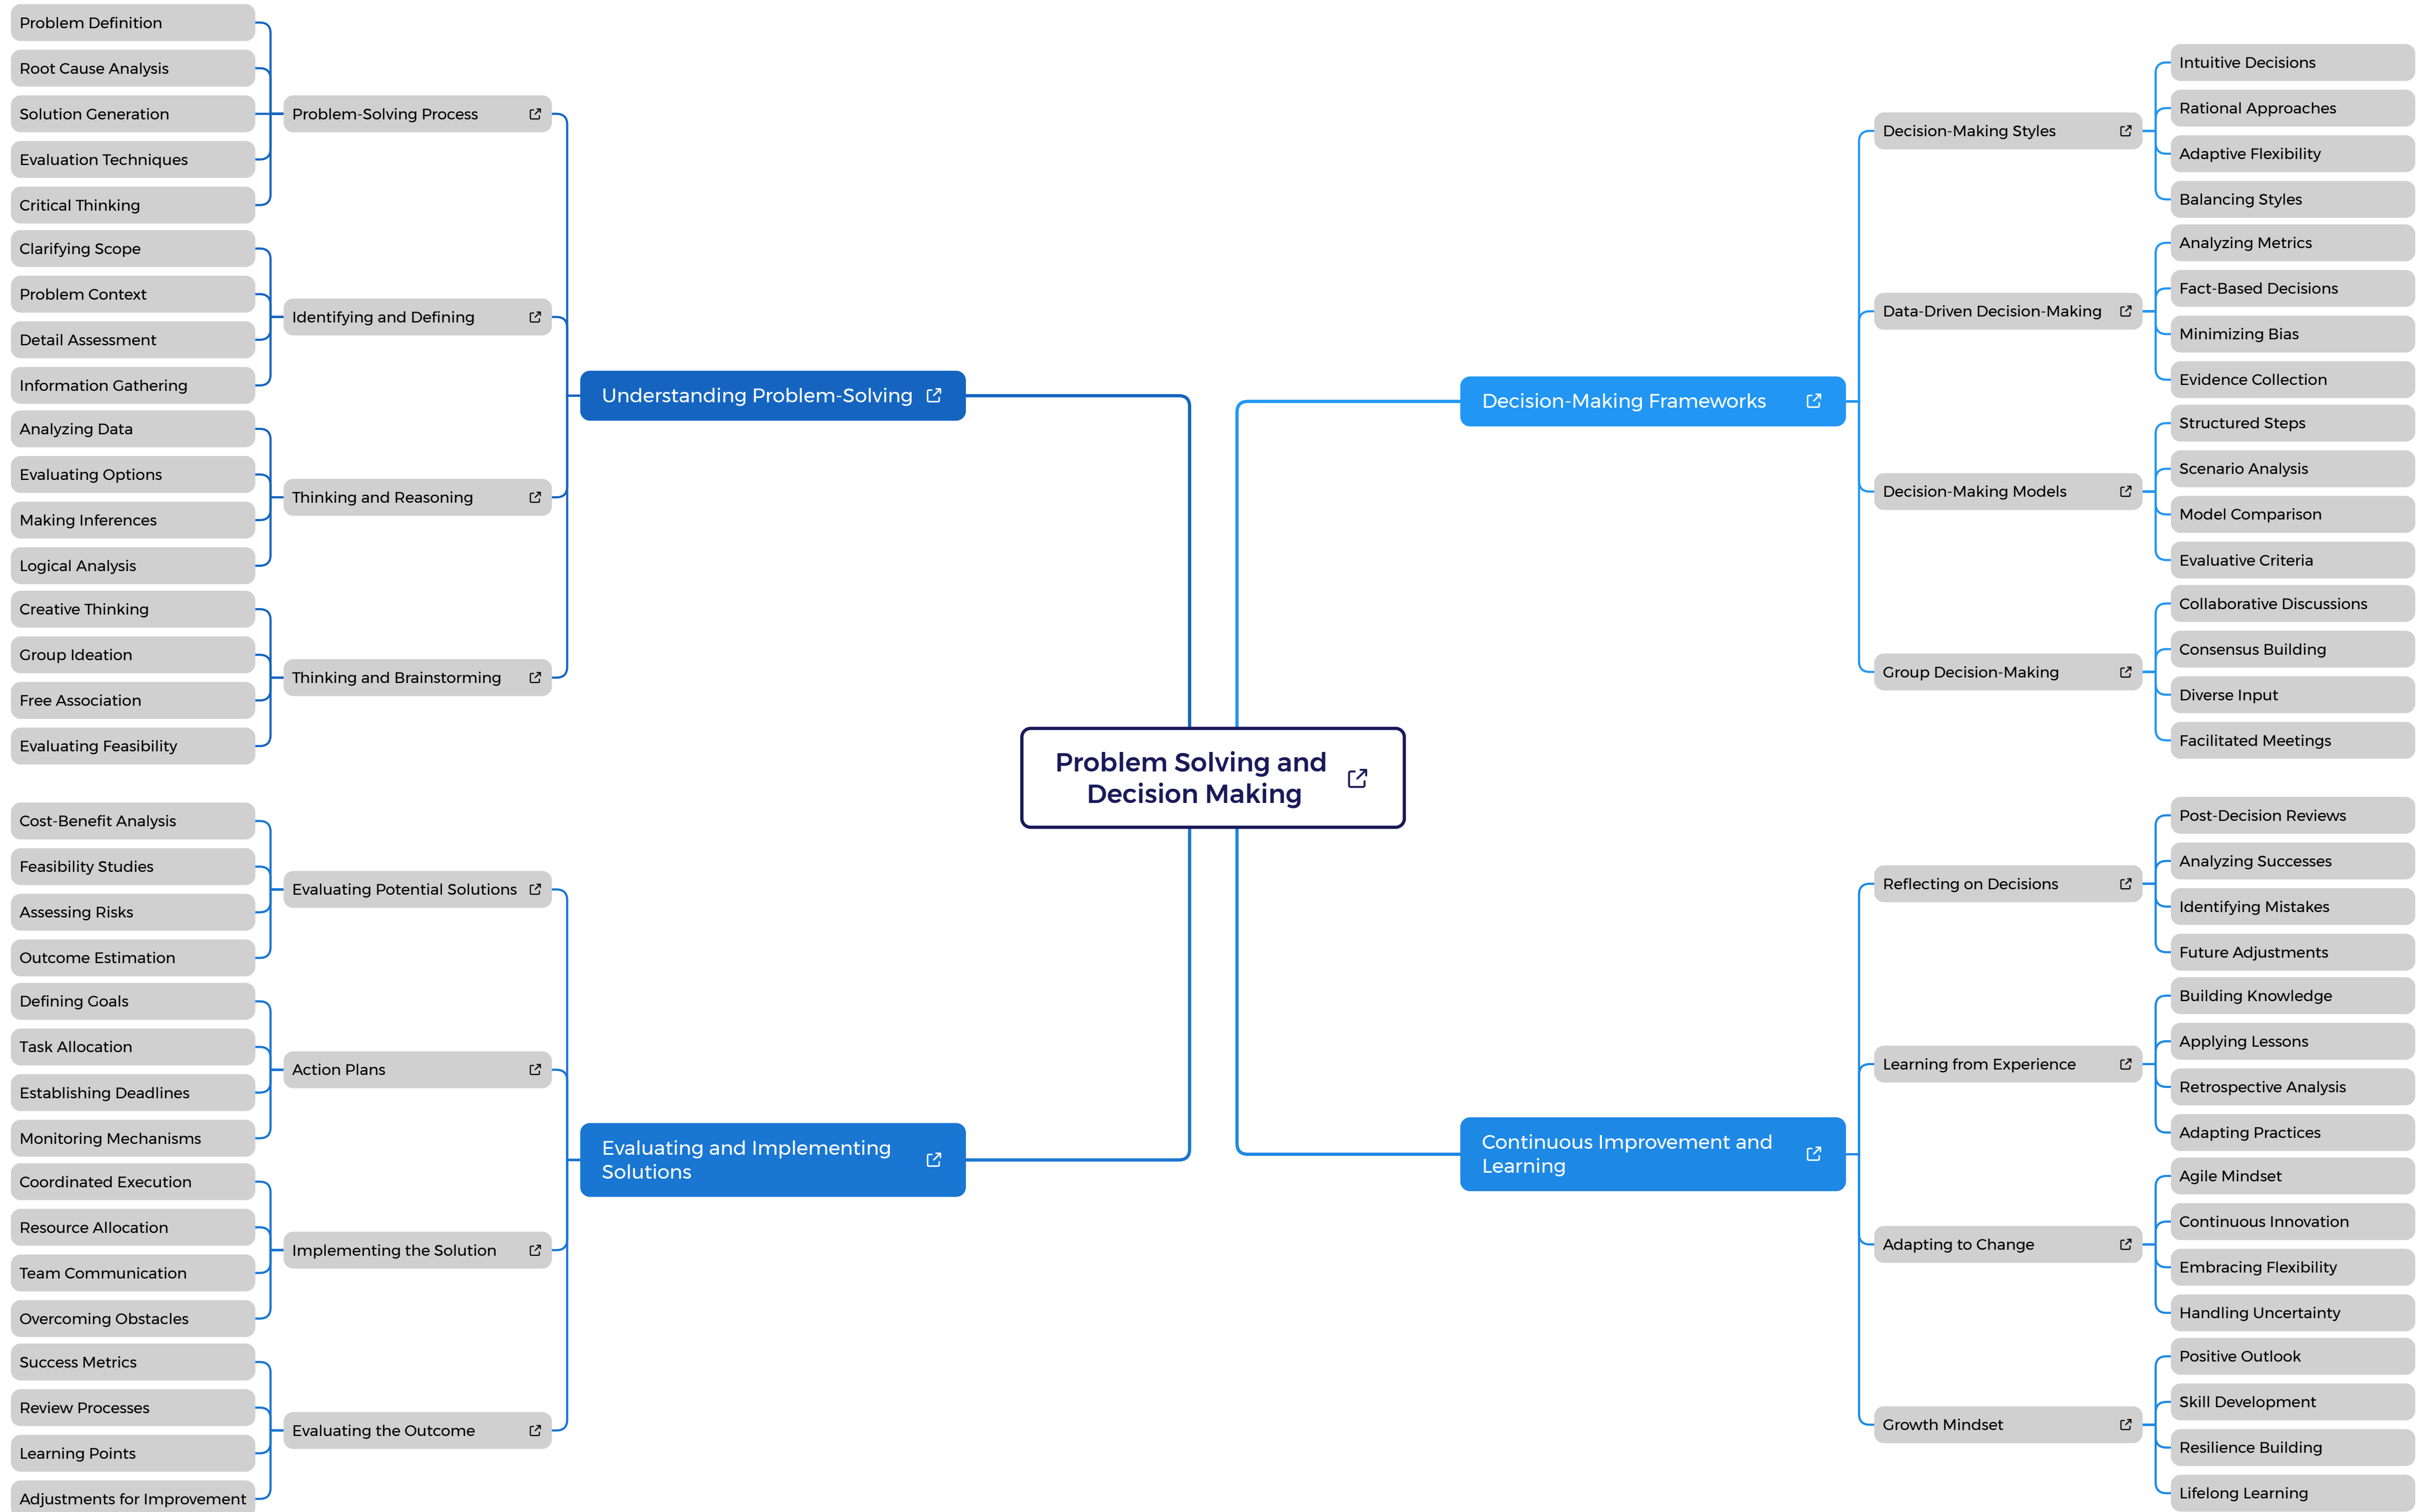 Problem Solving and
Decision Making
Understanding Problem-Solving
Problem-Solving Process
Problem Definition
Root Cause Analysis
Solution Generation
Evaluation Techniques
Critical Thinking
Identifying and Defining
Clarifying Scope
Problem Context
Detail Assessment
Information Gathering
Thinking and Reasoning
Analyzing Data
Evaluating Options
Making Inferences
Logical Analysis
Thinking and Brainstorming
Creative Thinking
Group Ideation
Free Association
Evaluating Feasibility
Decision-Making Frameworks
Decision-Making Styles
Intuitive Decisions
Rational Approaches
Adaptive Flexibility
Balancing Styles
Data-Driven Decision-Making
Analyzing Metrics
Fact-Based Decisions
Minimizing Bias
Evidence Collection
Decision-Making Models
Structured Steps
Scenario Analysis
Model Comparison
Evaluative Criteria
Group Decision-Making
Collaborative Discussions
Consensus Building
Diverse Input
Facilitated Meetings
Evaluating and Implementing
Solutions
Evaluating Potential Solutions
Cost-Benefit Analysis
Feasibility Studies
Assessing Risks
Outcome Estimation
Action Plans
Defining Goals
Task Allocation
Establishing Deadlines
Monitoring Mechanisms
Implementing the Solution
Coordinated Execution
Resource Allocation
Team Communication
Overcoming Obstacles
Evaluating the Outcome
Success Metrics
Review Processes
Learning Points
Adjustments for Improvement
Continuous Improvement and
Learning
Reflecting on Decisions
Post-Decision Reviews
Analyzing Successes
Identifying Mistakes
Future Adjustments
Learning from Experience
Building Knowledge
Applying Lessons
Retrospective Analysis
Adapting Practices
Adapting to Change
Agile Mindset
Continuous Innovation
Embracing Flexibility
Handling Uncertainty
Growth Mindset
Positive Outlook
Skill Development
Resilience Building
Lifelong Learning